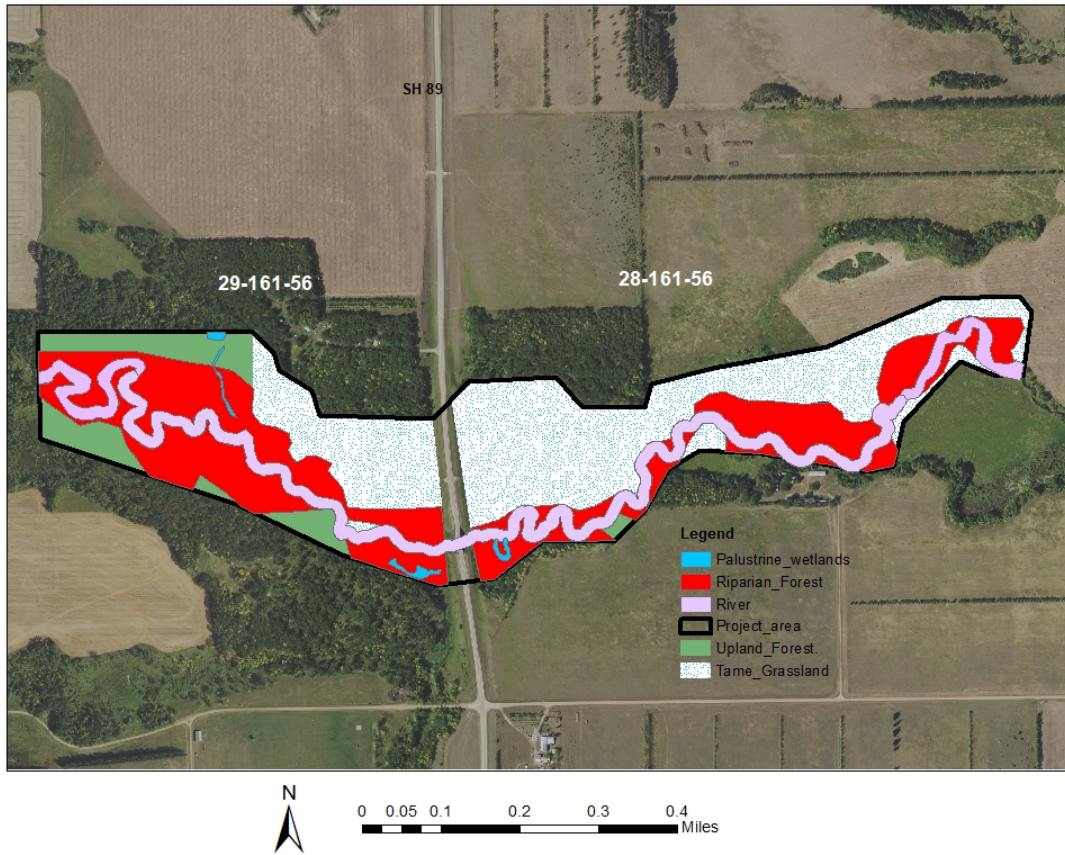 SH 89
29-161-56
28-161-56
Legend
Palustrine_wetlands
Riparian_Forest
River
Project_area
Upland_Forest.
Tame_Grassland
N
0 0.05 0.1 0.2 0.3 0.4
Miles